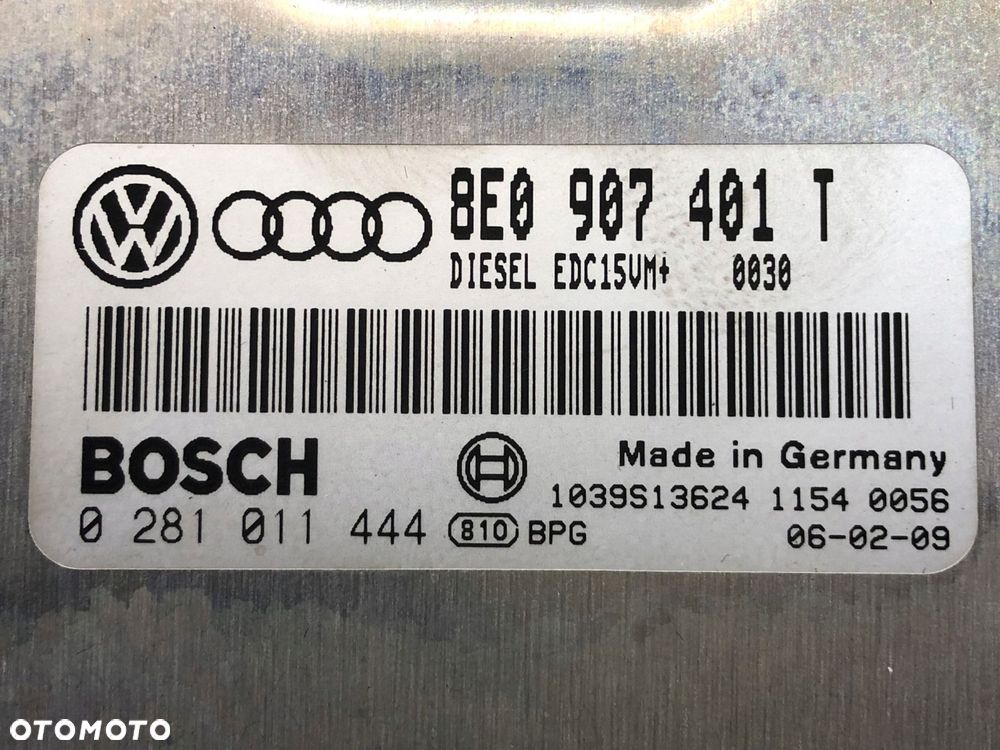 8E0 907 401 T
DIESEL EDC15VM+ 0030
BOSCH
Made in Germany
1039S13624 1154 0056
0 281 011 444 810 BPG 06-02-09
OTOMOTO